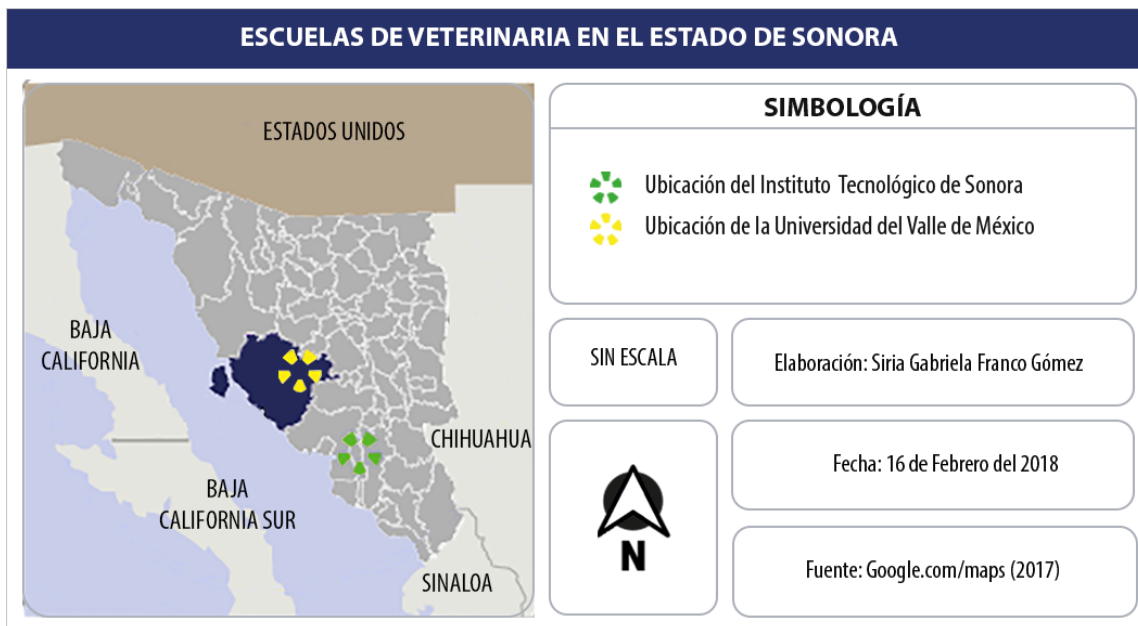 ESCUELAS DE VETERINARIA EN EL ESTADO DE SONORA
ESTADOS UNIDOS
BAJA
CALIFORNIA
CHIHUAHUA
BAJA
CALIFORNIA SUR
SINALOA
SIMBOLOGÍA
Ubicación del Instituto Tecnológico de Sonora
Ubicación de la Universidad del Valle de México
SIN ESCALA
Elaboración: Siria Gabriela Franco Gómez
N
Fecha: 16 de Febrero del 2018
Fuente: Google.com/maps (2017)